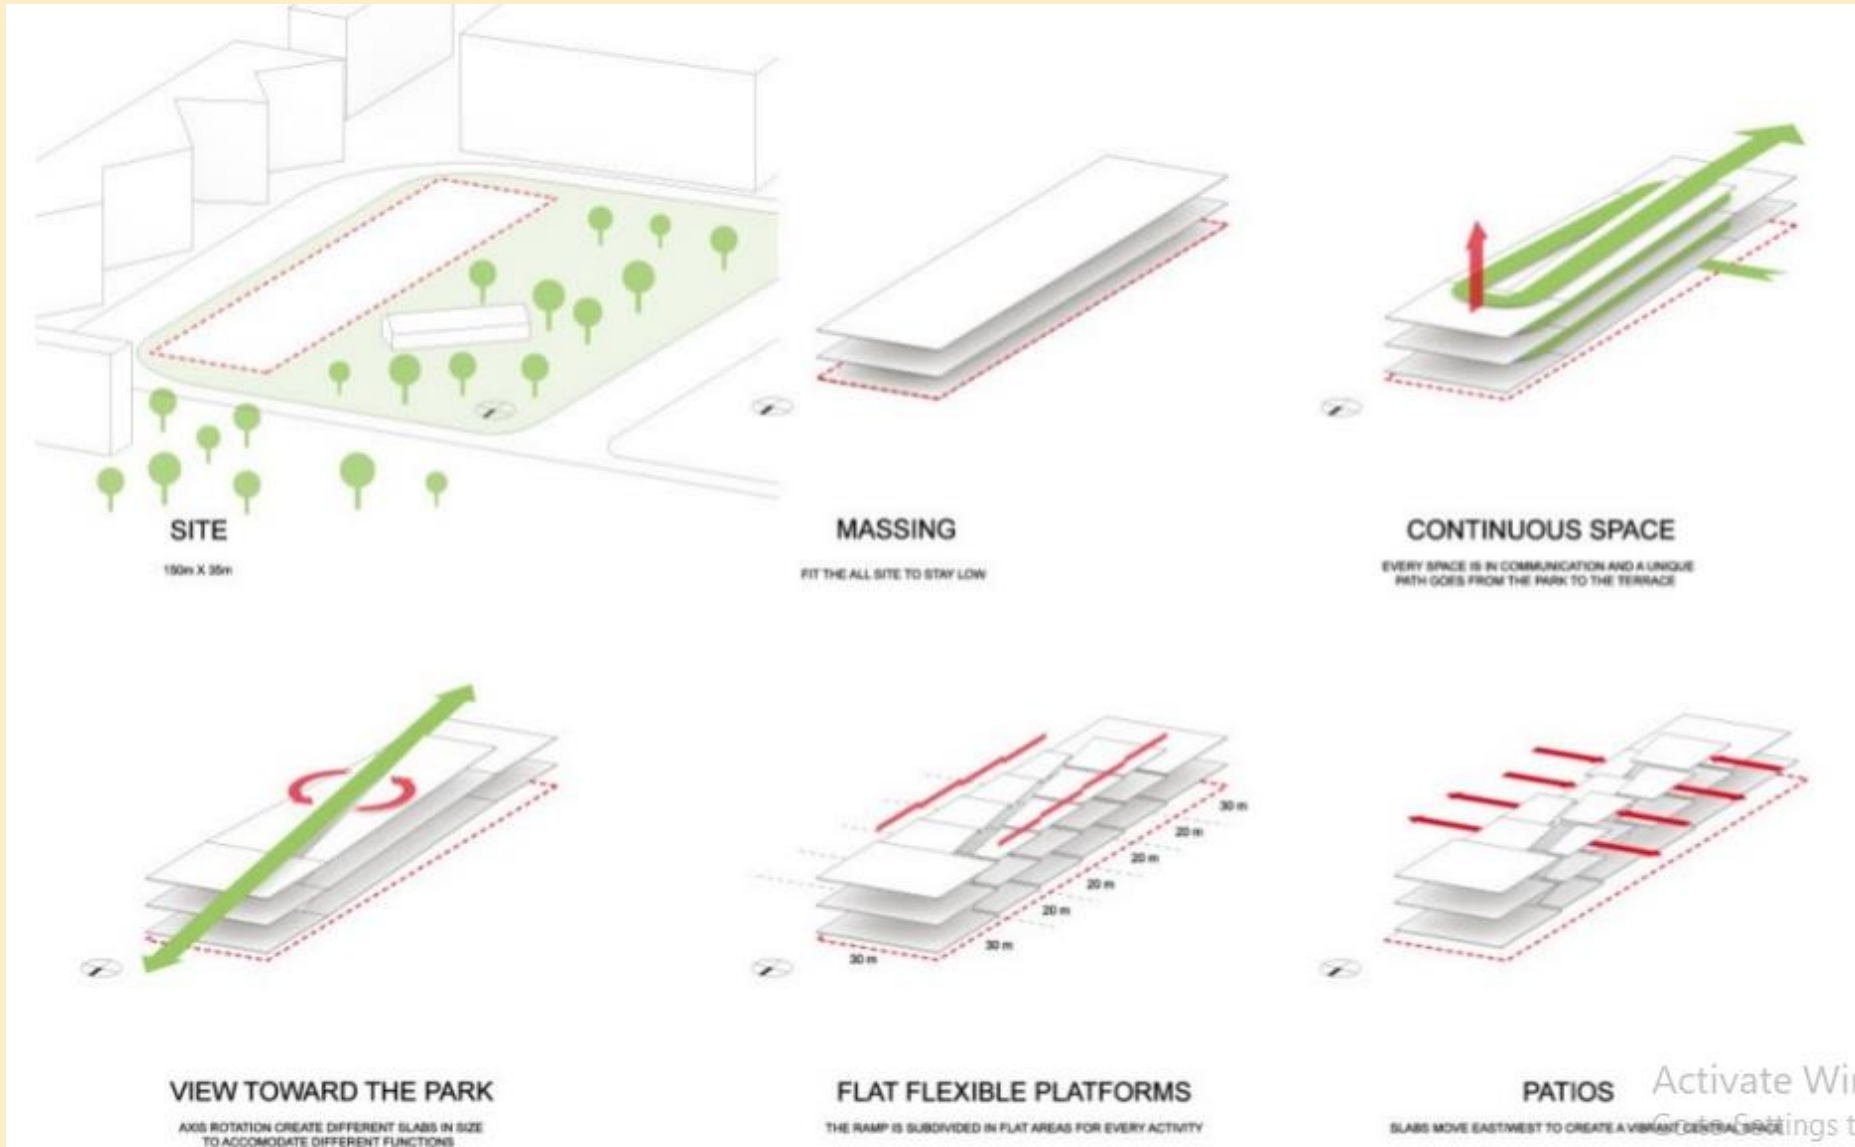 SITE
150m X 35m
MASSING
FIT THE ALL SITE TO STAY LOW
CONTINUOUS SPACE
EVERY SPACE IS IN COMMUNICATION AND A UNIQUE
PATH GOES FROM THE PARK TO THE TERRACE
VIEW TOWARD THE PARK
AXIS ROTATION CREATE DIFFERENT SLABS IN SIZE
TO ACCOMODATE DIFFERENT FUNCTIONS
30 m
20 m
20 m
20 m
20 m
30 m
30 m
FLAT FLEXIBLE PLATFORMS
THE RAMP IS SUBDIVIDED IN FLAT AREAS FOR EVERY ACTIVITY
PATIOS
SLABS MOVE EAST/WEST TO CREATE A VIBRANT CENTRAL SPACE
Activate Wi
Go to Settings t